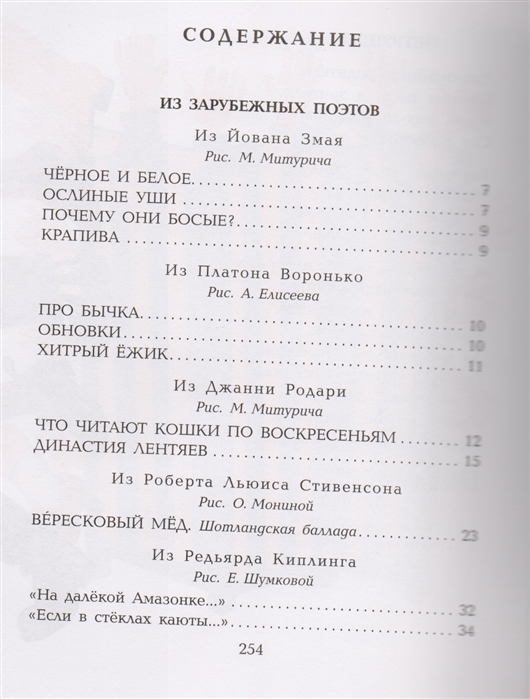 СОДЕРЖАНИЕ
ИЗ ЗАРУБЕЖНЫХ ПОЭТОВ
Из Йована Змая
Рис. М. Митурича
ЧЁРНОЕ И БЕЛОЕ.......................................7
ОСЛИНЫЕ УШИ.......................................7
ПОЧЕМУ ОНИ БОСЫЕ?.................................9
КРАПИВА...........................................9
Из Платона Воронько
Рис. А. Елисеева
ПРО БЫЧКА.........................................10
ОБНОВКИ...........................................10
ХИТРЫЙ ЁЖИК.......................................11
Из Джанни Родари
Рис. М. Митурича
ЧТО ЧИТАЮТ КОШКИ ПО ВОСКРЕСЕНЬЯМ........12
ДИНАСТИЯ ЛЕНТЯЕВ..................................15
Из Роберта Льюиса Стивенсона
Рис. О. Мониной
ВЕ́РЕСКОВЫЙ МЁД. Шотландская баллада..............23
Из Редьярда Киплинга
Рис. Е. Шумковой
«На далёкой Амазонке...»..........................32
«Если в стёклах каюты...».........................34
254